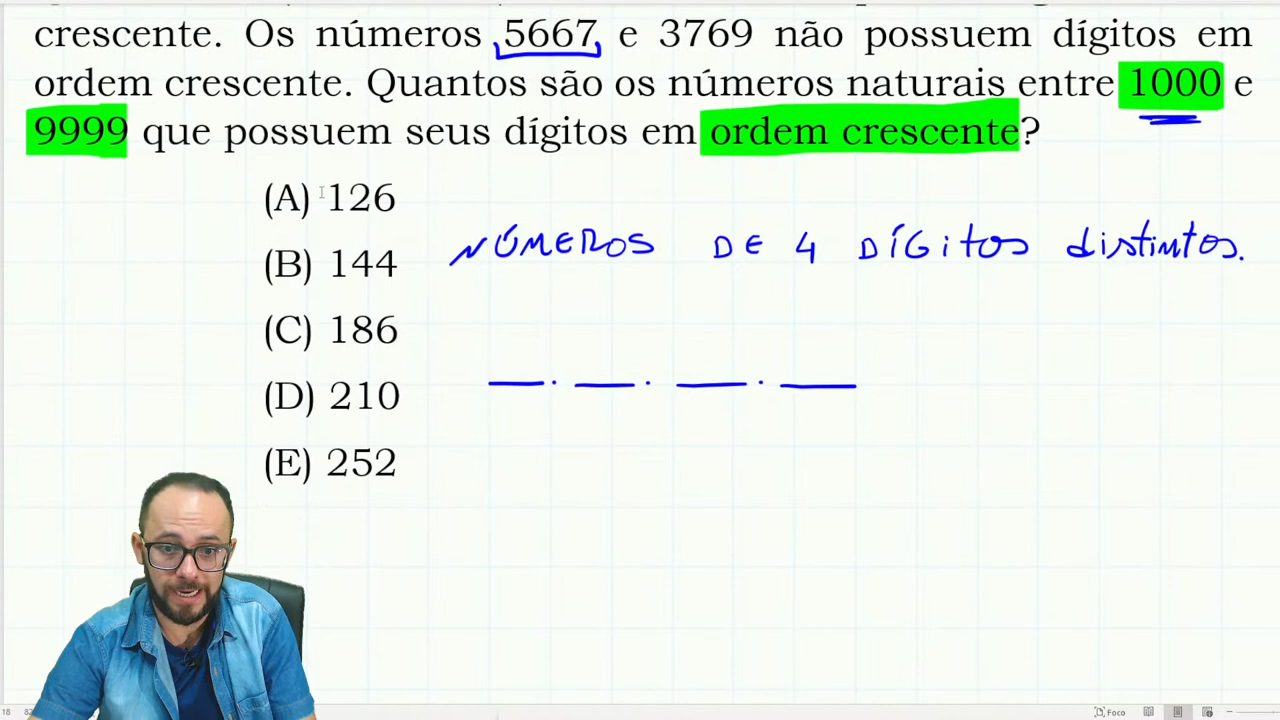 crescente. Os números 5667 e 3769 não possuem dígitos em
ordem crescente. Quantos são os números naturais entre 1000 e
9999 que possuem seus dígitos em ordem crescente?
(A) 126
(B) 144
(C) 186
(D) 210
(E) 252
NÚMEROS DE 4 DÍGitos distintos.
Foco